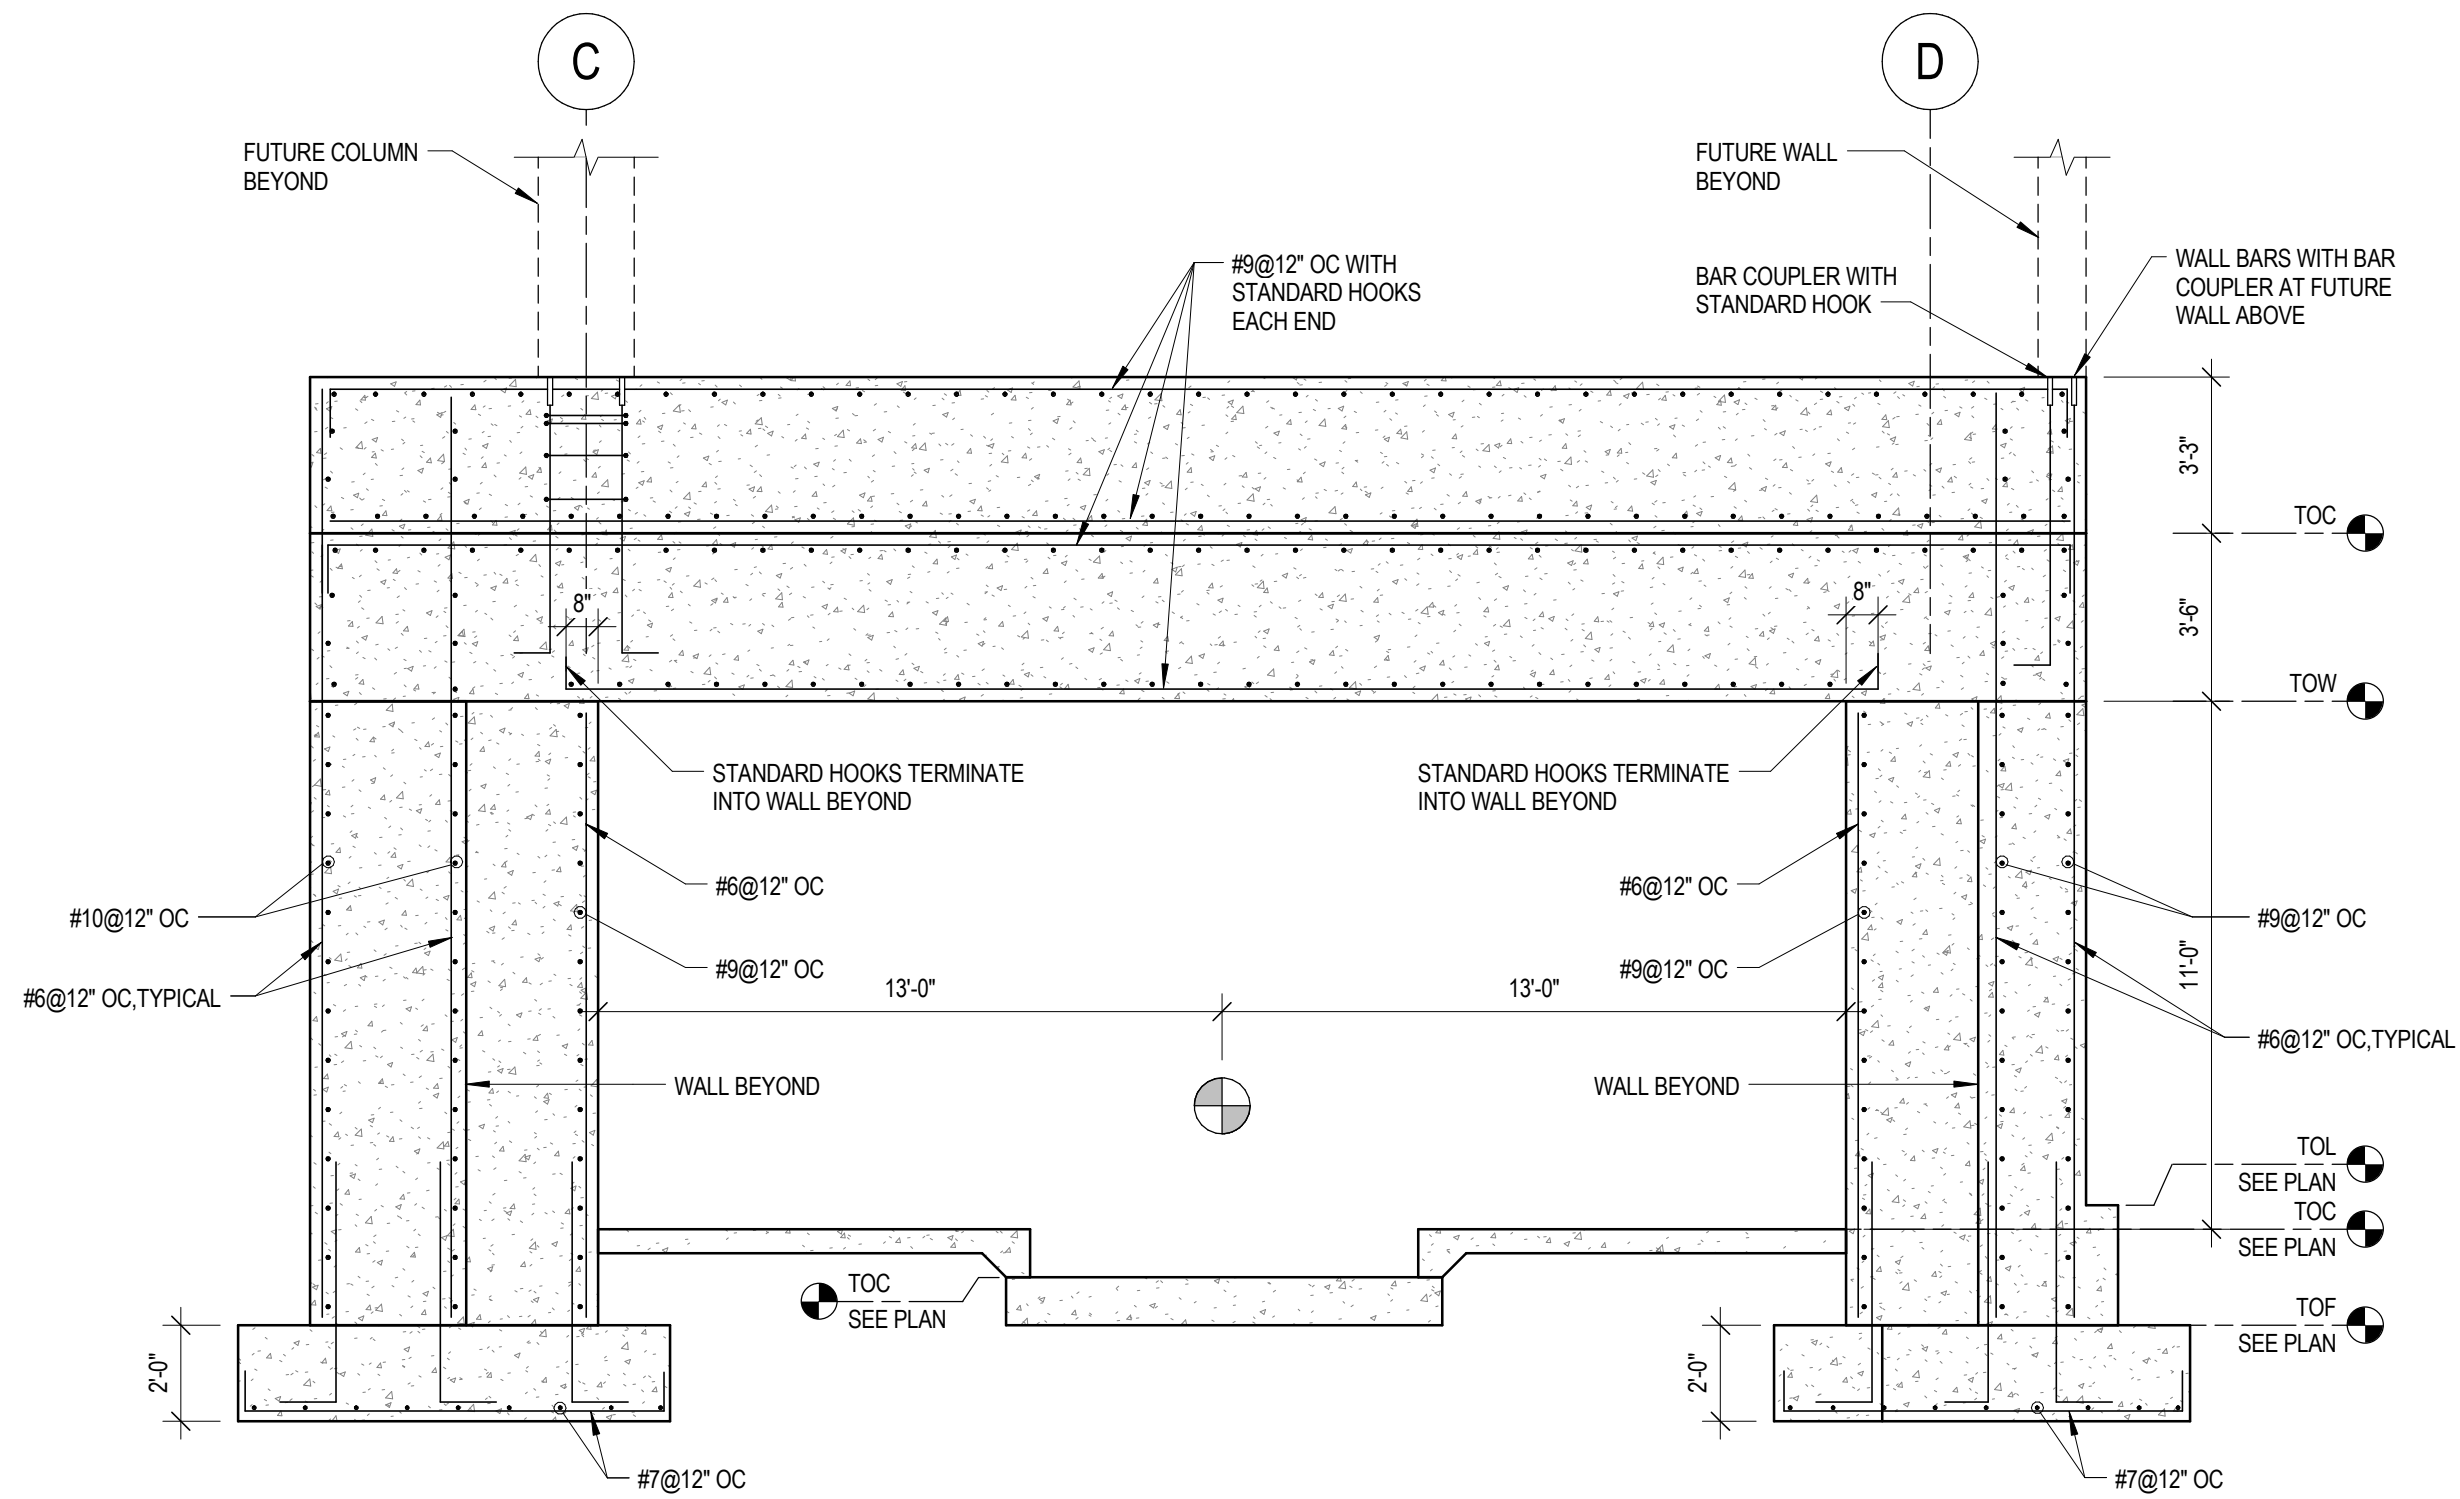 C
D
FUTURE COLUMN
BEYOND
FUTURE WALL
BEYOND
#9@12" OC WITH
STANDARD HOOKS
EACH END
BAR COUPLER WITH
STANDARD HOOK
WALL BARS WITH BAR
COUPLER AT FUTURE
WALL ABOVE
3'-3"
TOC
8"
8"
3'-6"
TOW
STANDARD HOOKS TERMINATE
INTO WALL BEYOND
STANDARD HOOKS TERMINATE
INTO WALL BEYOND
#10@12" OC
#6@12" OC
#6@12" OC
#9@12" OC
#6@12" OC,TYPICAL
#9@12" OC
#9@12" OC
13'-0"
13'-0"
11'-0"
#6@12" OC,TYPICAL
WALL BEYOND
WALL BEYOND
TOL
SEE PLAN
TOC
SEE PLAN
TOC
SEE PLAN
TOF
SEE PLAN
2'-0"
2'-0"
#7@12" OC
#7@12" OC